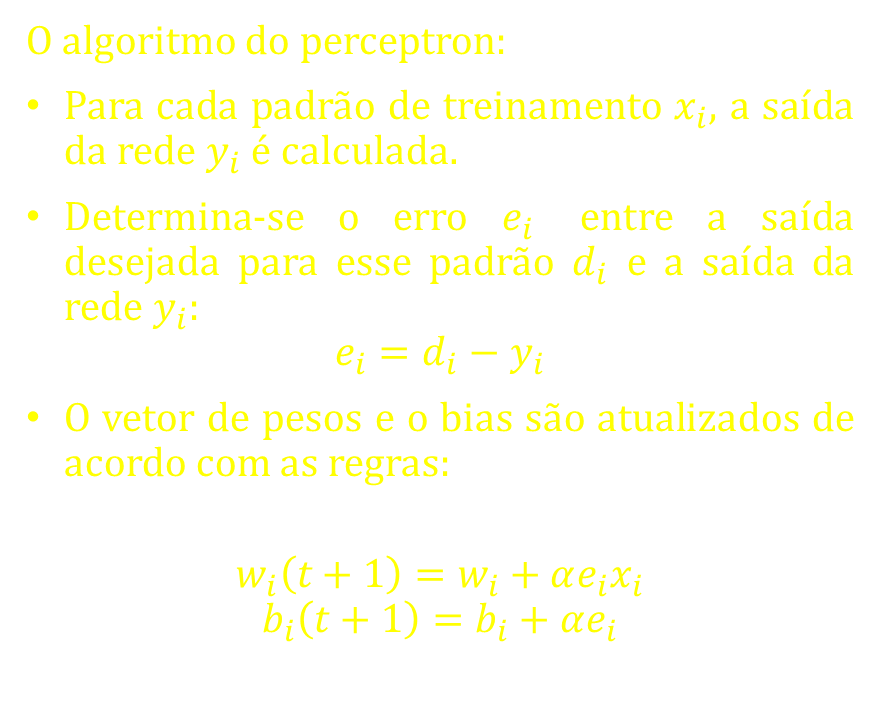 O algoritmo do perceptron:
• Para cada padrão de treinamento $x_i$, a saída
da rede $y_i$ é calculada.
• Determina-se o erro $e_i$ entre a saída
desejada para esse padrão $d_i$ e a saída da
rede $y_i$:
$e_i = d_i - y_i$
• O vetor de pesos e o bias são atualizados de
acordo com as regras:
$w_i(t + 1) = w_i + \alpha e_i x_i$
$b_i(t + 1) = b_i + \alpha e_i$